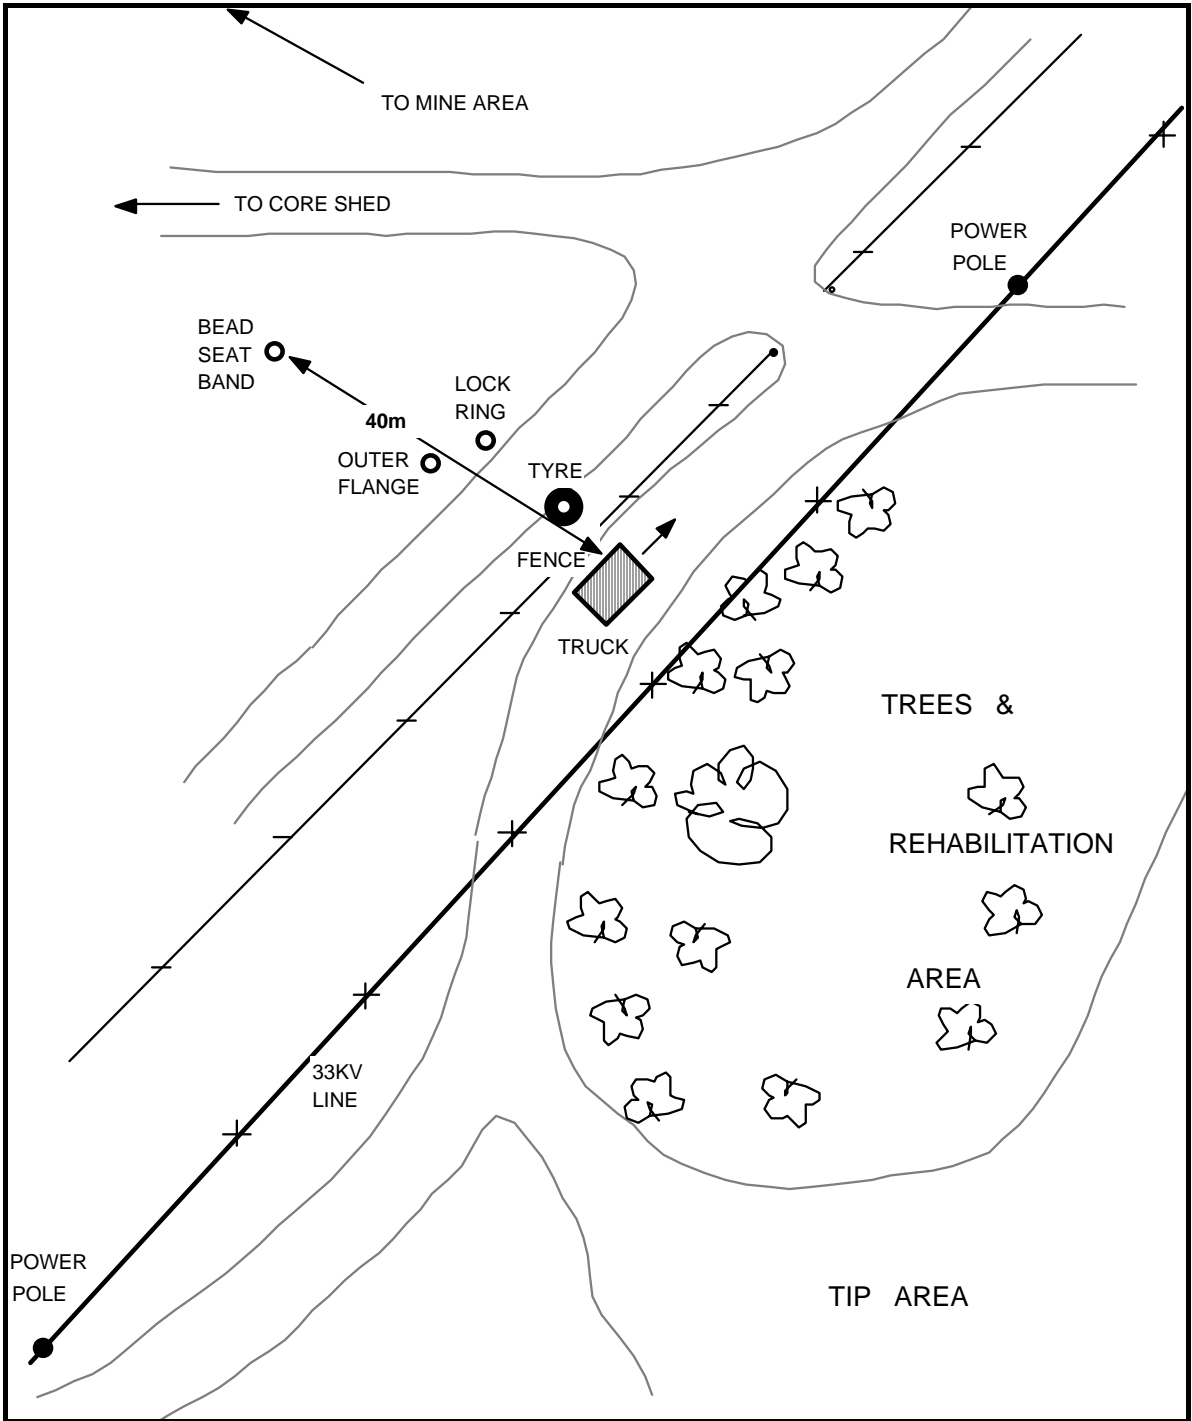 TO MINE AREA
TO CORE SHED
POWER
POLE
BEAD
SEAT
BAND
LOCK
RING
40m
OUTER
FLANGE
TYRE
FENCE
TRUCK
TREES &
REHABILITATION
AREA
33KV
LINE
POWER
POLE
TIP AREA